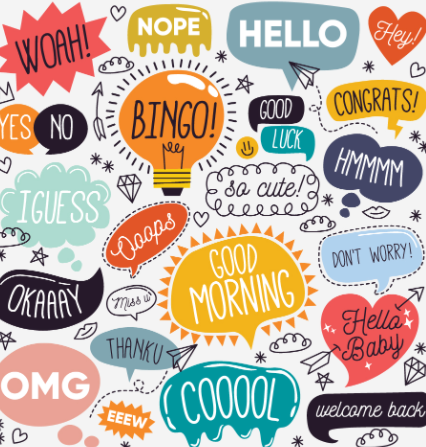 WOAH!
NOPE
HELLO
Hey!
YES
NO
BINGO!
GOOD
LUCK
CONGRATS!
HMMMM
IGUESS
so cute!
Ooops
GOOD
MORNING
DON'T WORRY!
OKAAAY
Miss u
THANKU
Hello
Baby
OMG
EEEW
COOOOL
welcome back